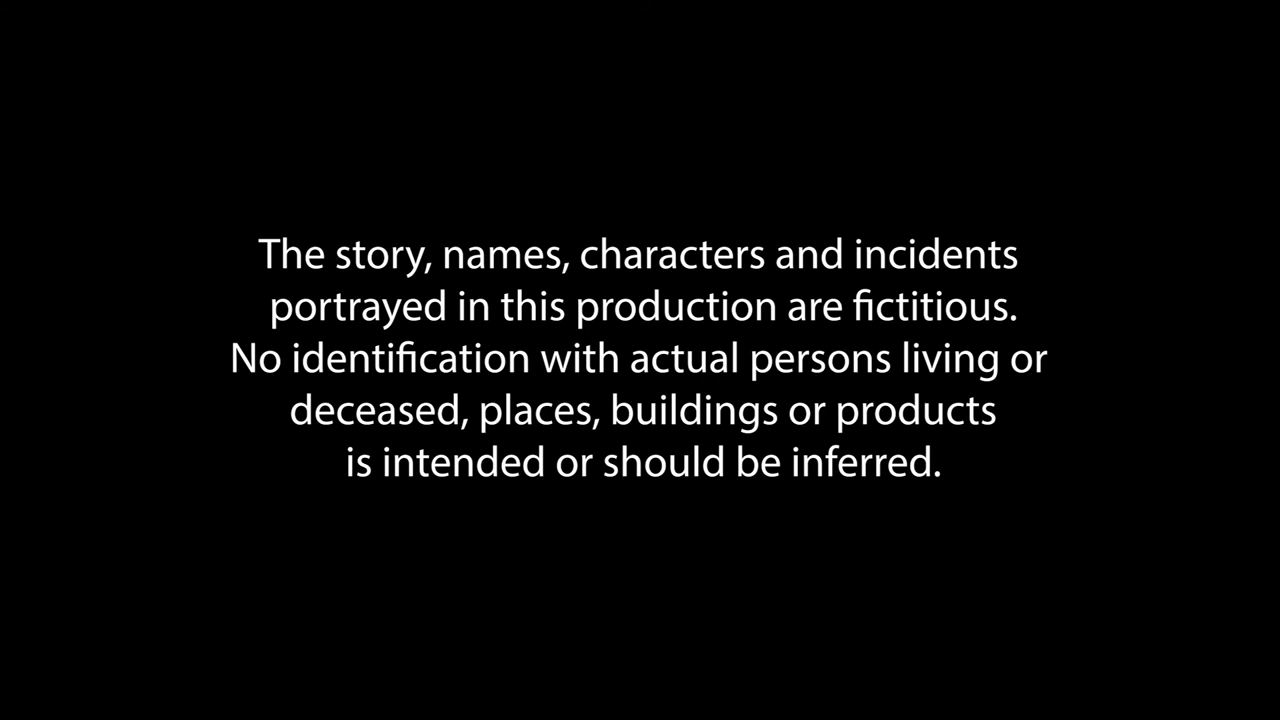 The story, names, characters and incidents
portrayed in this production are fictitious.
No identification with actual persons living or
deceased, places, buildings or products
is intended or should be inferred.